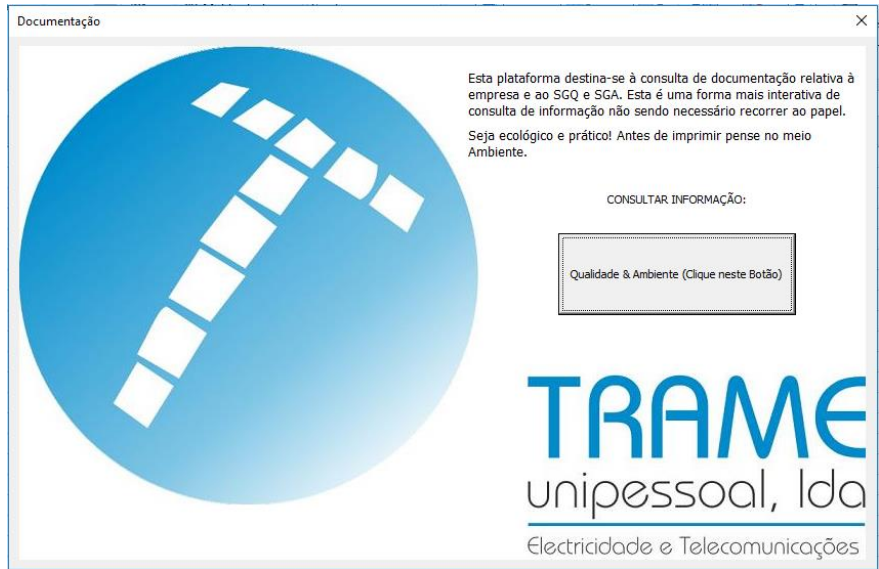 Documentação
Esta plataforma destina-se à consulta de documentação relativa à
empresa e ao SGQ e SGA. Esta é uma forma mais interativa de
consulta de informação não sendo necessário recorrer ao papel.
Seja ecológico e prático! Antes de imprimir pense no meio
Ambiente.
CONSULTAR INFORMAÇÃO:
Qualidade & Ambiente (Clique neste Botão)
TRAME
unipessoal, lda
Electricidade e Telecomunicações